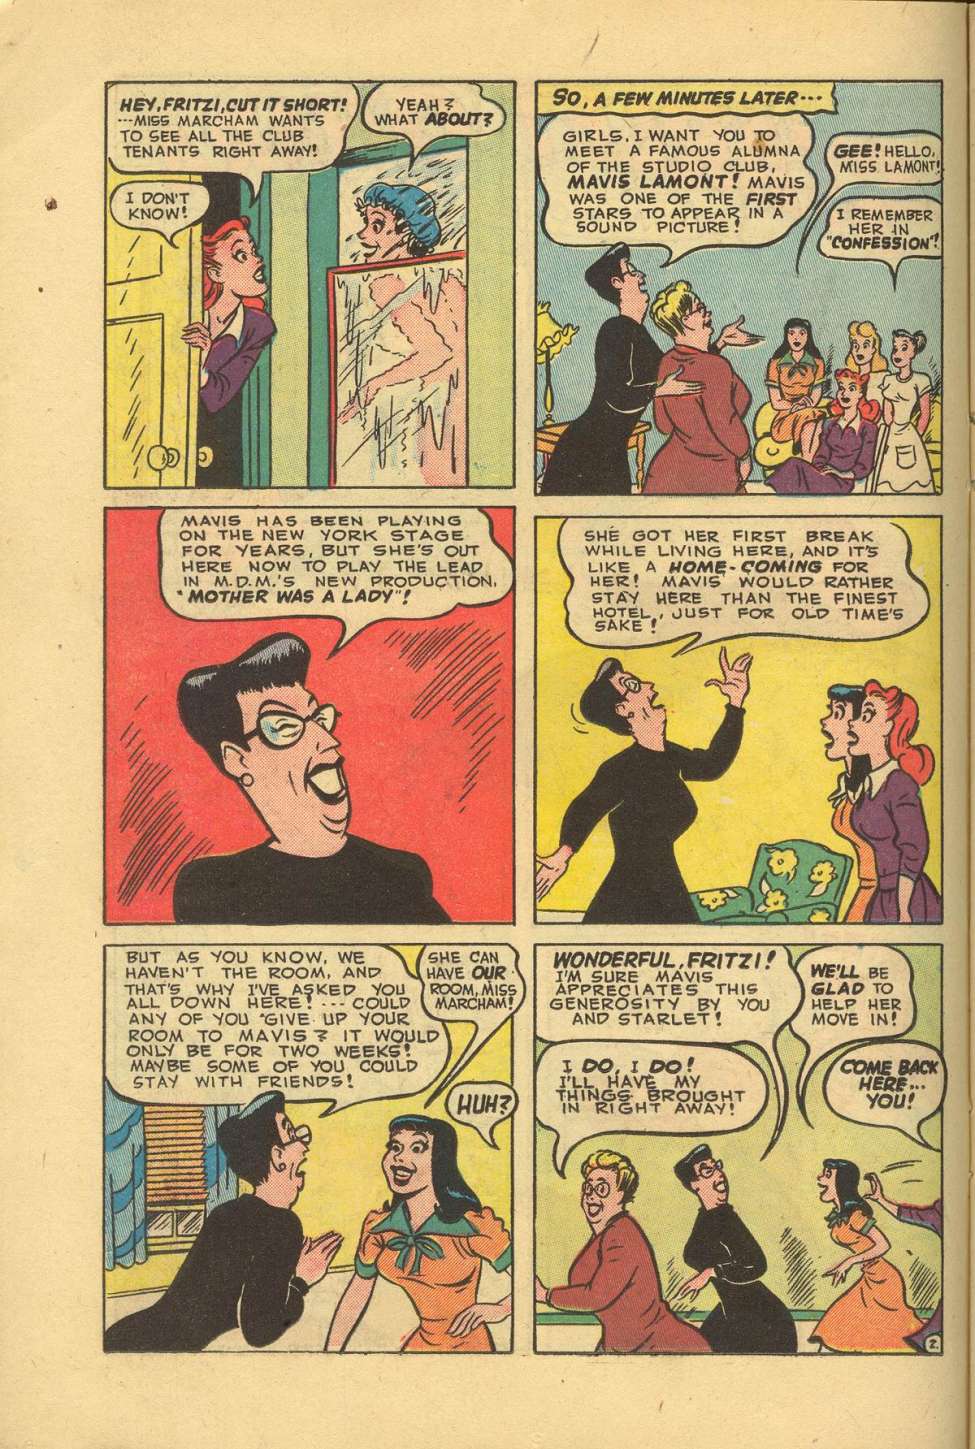 HEY, FRITZI, CUT IT SHORT!
---MISS MARCHAM WANTS
TO SEE ALL THE CLUB
TENANTS RIGHT AWAY!
YEAH?
WHAT ABOUT?
I DON'T
KNOW!
SO, A FEW MINUTES LATER---
GIRLS, I WANT YOU TO
MEET A FAMOUS ALUMNA
OF THE STUDIO CLUB,
MAVIS LAMONT! MAVIS
WAS ONE OF THE FIRST
STARS TO APPEAR IN A
SOUND PICTURE!
GEE! HELLO,
MISS LAMONT!
I REMEMBER
HER IN
"CONFESSION"!
MAVIS HAS BEEN PLAYING
ON THE NEW YORK STAGE
FOR YEARS, BUT SHE'S OUT
HERE NOW TO PLAY THE LEAD
IN M.D.M.'S NEW PRODUCTION,
"MOTHER WAS A LADY"!
SHE GOT HER FIRST BREAK
WHILE LIVING HERE, AND IT'S
LIKE A HOME-COMING FOR
HER! MAVIS WOULD RATHER
STAY HERE THAN THE FINEST
HOTEL, JUST FOR OLD TIME'S
SAKE!
BUT AS YOU KNOW, WE
HAVEN'T THE ROOM, AND
THAT'S WHY I'VE ASKED YOU
ALL DOWN HERE! --- COULD
ANY OF YOU GIVE UP YOUR
ROOM TO MAVIS? IT WOULD
ONLY BE FOR TWO WEEKS!
MAYBE SOME OF YOU COULD
STAY WITH FRIENDS!
SHE CAN
HAVE OUR
ROOM, MISS
MARCHAM!
HUH?
WONDERFUL, FRITZI!
I'M SURE MAVIS
APPRECIATES THIS
GENEROSITY BY YOU
AND STARLET!
WE'LL BE
GLAD TO
HELP HER
MOVE IN!
I DO, I DO!
I'LL HAVE MY
THINGS BROUGHT
IN RIGHT AWAY!
COME BACK
HERE...
YOU!
2.